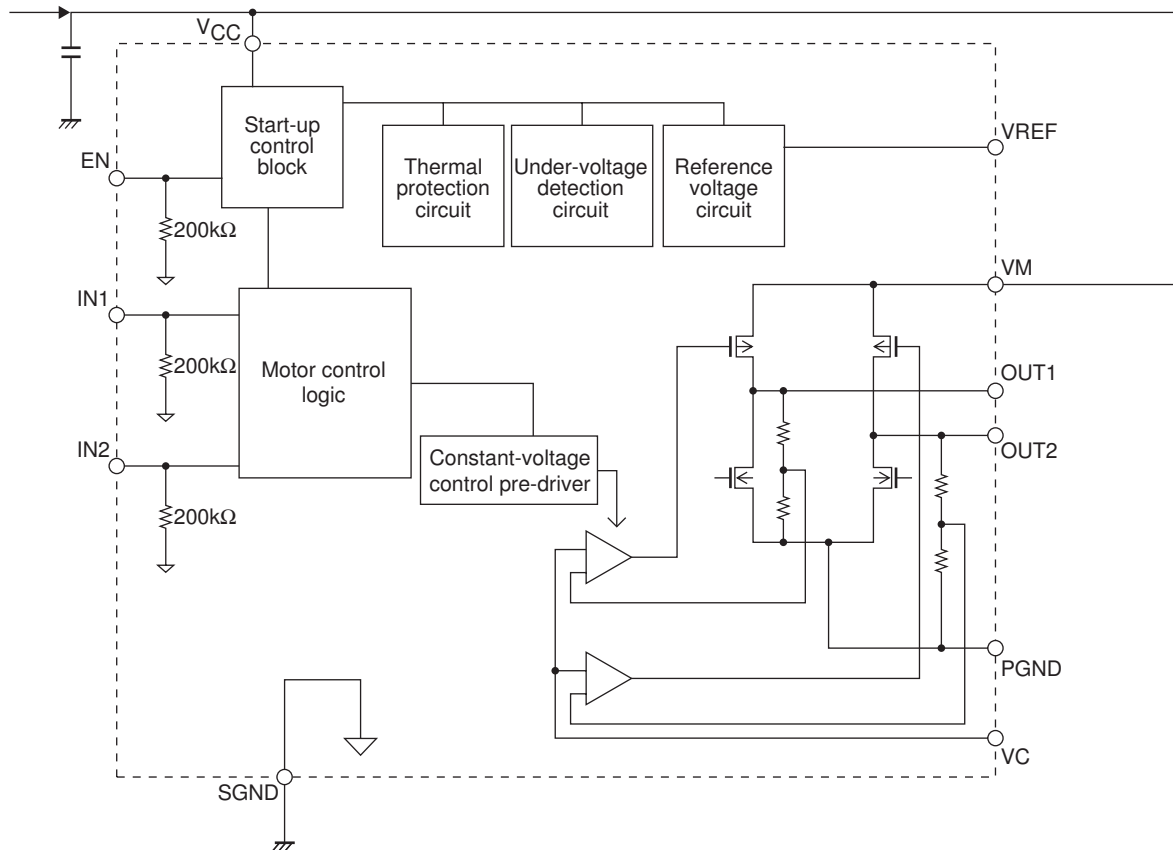 VCC
Start-up
control
block
EN
200kΩ
Thermal
protection
circuit
Under-voltage
detection
circuit
Reference
voltage
circuit
VREF
VM
IN1
200kΩ
Motor control
logic
OUT1
OUT2
IN2
200kΩ
Constant-voltage
control pre-driver
PGND
VC
SGND